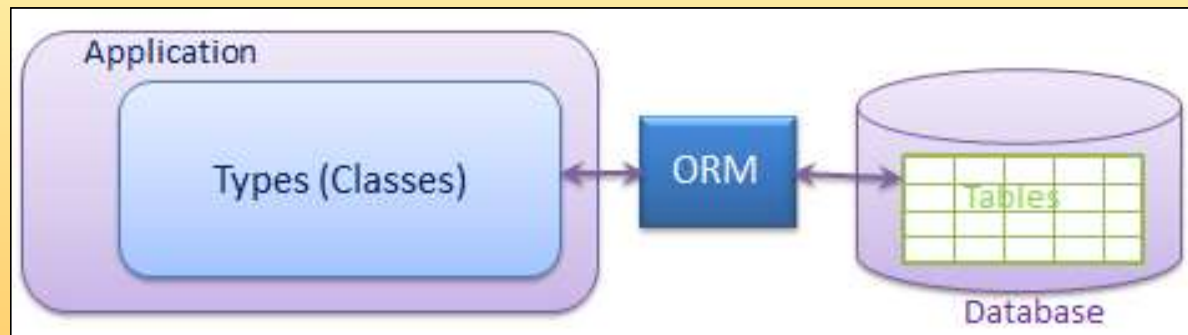 Application
Types (Classes)
ORM
Tables
Database